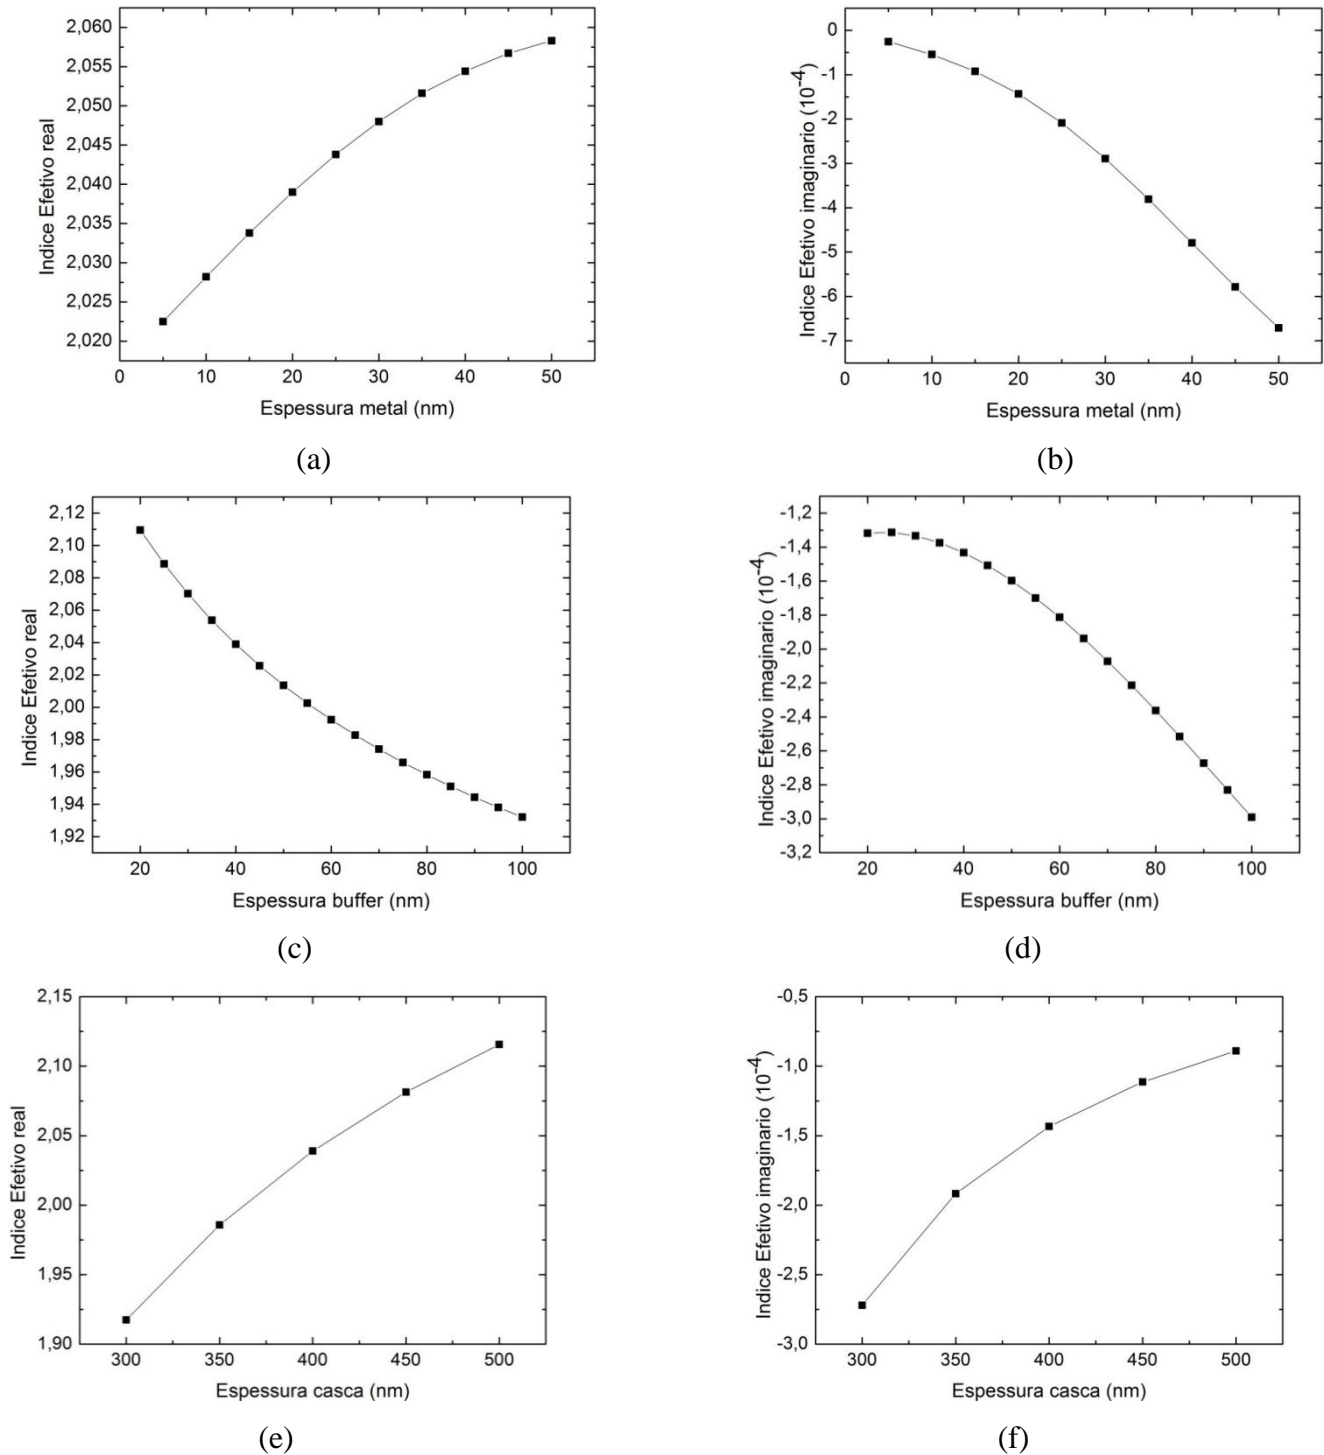 Indice Efetivo real
2,060
2,055
2,050
2,045
2,040
2,035
2,030
2,025
2,020
0 10 20 30 40 50
Espessura metal (nm)
(a)
Indice Efetivo imaginario (10-4)
0
-1
-2
-3
-4
-5
-6
-7
0 10 20 30 40 50
Espessura metal (nm)
(b)
Indice Efetivo real
2,12
2,10
2,08
2,06
2,04
2,02
2,00
1,98
1,96
1,94
1,92
20 40 60 80 100
Espessura buffer (nm)
(c)
Indice Efetivo imaginario (10-4)
-1,2
-1,4
-1,6
-1,8
-2,0
-2,2
-2,4
-2,6
-2,8
-3,0
-3,2
20 40 60 80 100
Espessura buffer (nm)
(d)
Indice Efetivo real
2,15
2,10
2,05
2,00
1,95
1,90
300 350 400 450 500
Espessura casca (nm)
(e)
Indice Efetivo imaginario (10-4)
-0,5
-1,0
-1,5
-2,0
-2,5
-3,0
300 350 400 450 500
Espessura casca (nm)
(f)